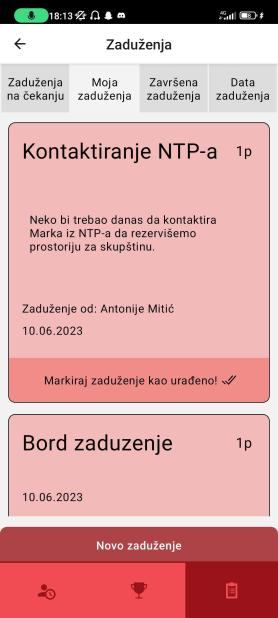 18:13
4G
Zaduženja
Zaduženja
na čekanju
Moja
zaduženja
Završena
zaduženja
Data
zaduženja
Kontaktiranje NTP-a
1p
Neko bi trebao danas da kontaktira
Marka iz NTP-a da rezervišemo
prostoriju za skupštinu.
Zaduženje od: Antonije Mitić
10.06.2023
Markiraj zaduženje kao urađeno!
Bord zaduzenje
1p
10.06.2023
Novo zaduženje